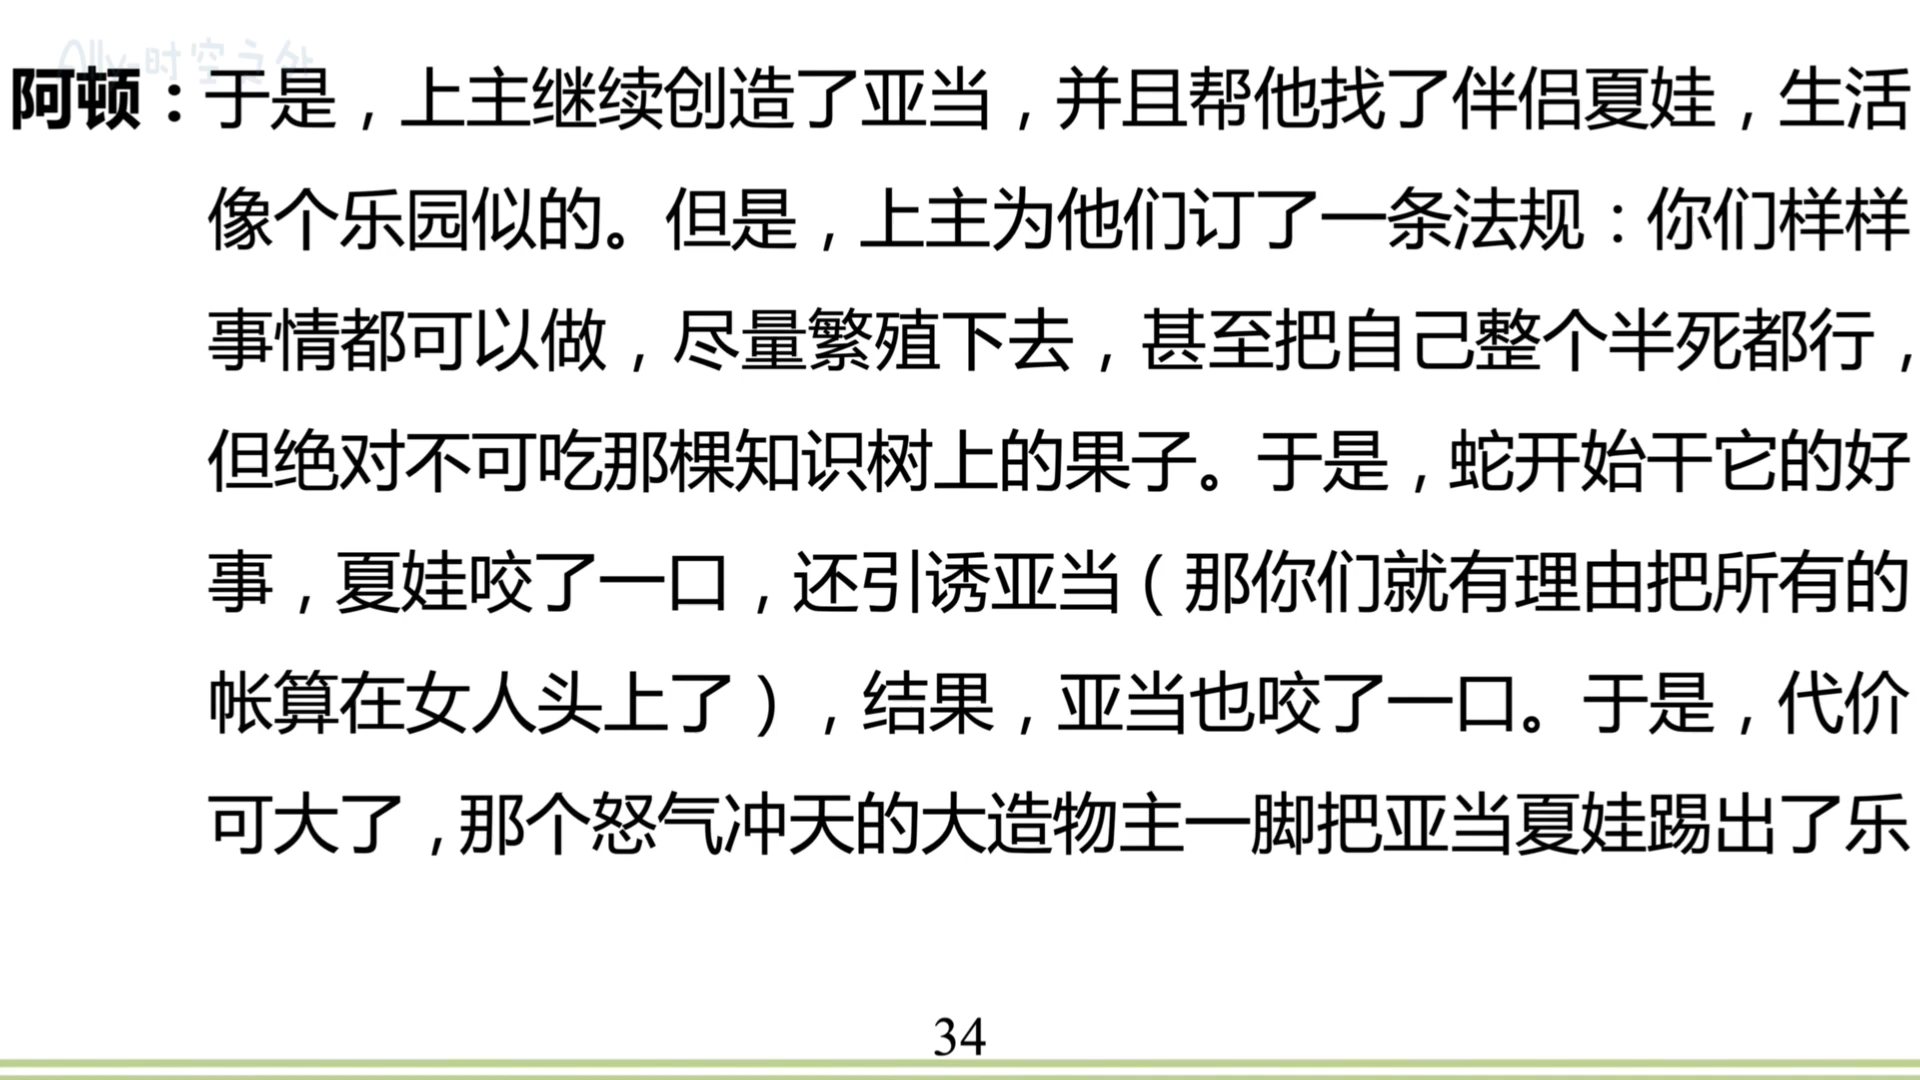 Ally-时空之外
阿顿：于是，上主继续创造了亚当，并且帮他找了伴侣夏娃，生活
像个乐园似的。但是，上主为他们订了一条法规：你们样样
事情都可以做，尽量繁殖下去，甚至把自己整个半死都行，
但绝对不可吃那棵知识树上的果子。于是，蛇开始干它的好
事，夏娃咬了一口，还引诱亚当（那你们就有理由把所有的
帐算在女人头上了），结果，亚当也咬了一口。于是，代价
可大了，那个怒气冲天的大造物主一脚把亚当夏娃踢出了乐
34